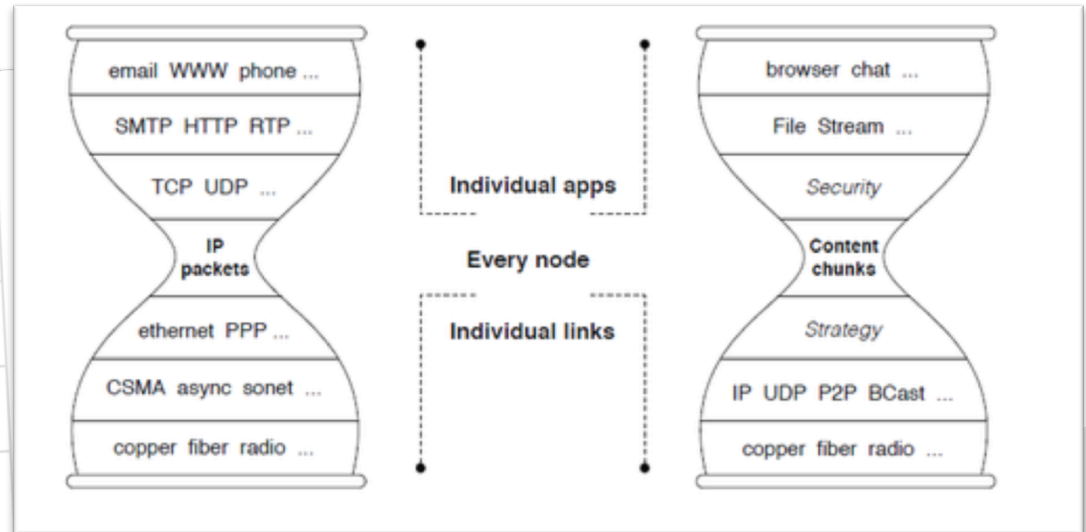 email WWW phone ...
SMTP HTTP RTP ...
TCP UDP ...
IP
packets
ethernet PPP ...
CSMA async sonet ...
copper fiber radio ...
Individual apps
Every node
Individual links
browser chat ...
File Stream ...
Security
Content
chunks
Strategy
IP UDP P2P BCast ...
copper fiber radio ...